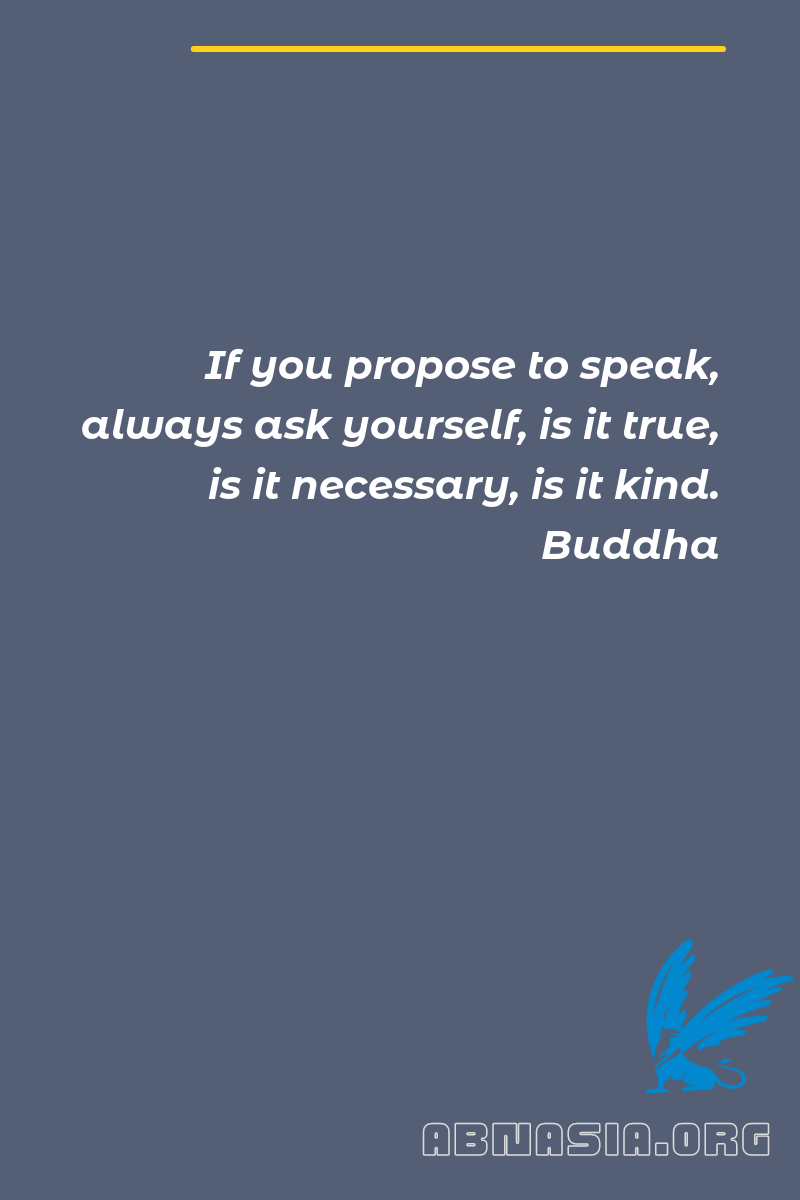 If you propose to speak,
always ask yourself, is it true,
is it necessary, is it kind.
Buddha
ABNASIA.ORG